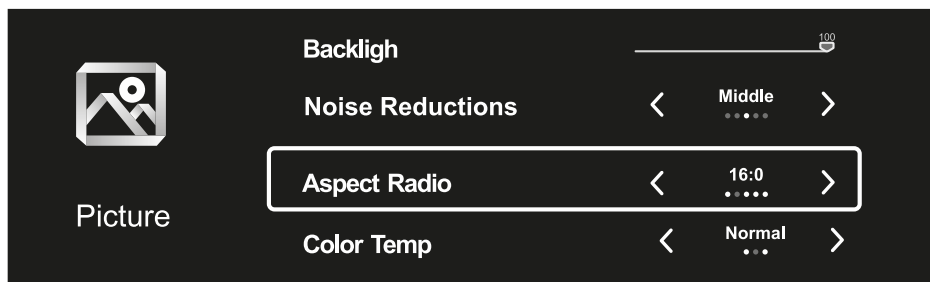 Backligh
100
Noise Reductions
Middle
Aspect Radio
16:0
Picture
Color Temp
Normal